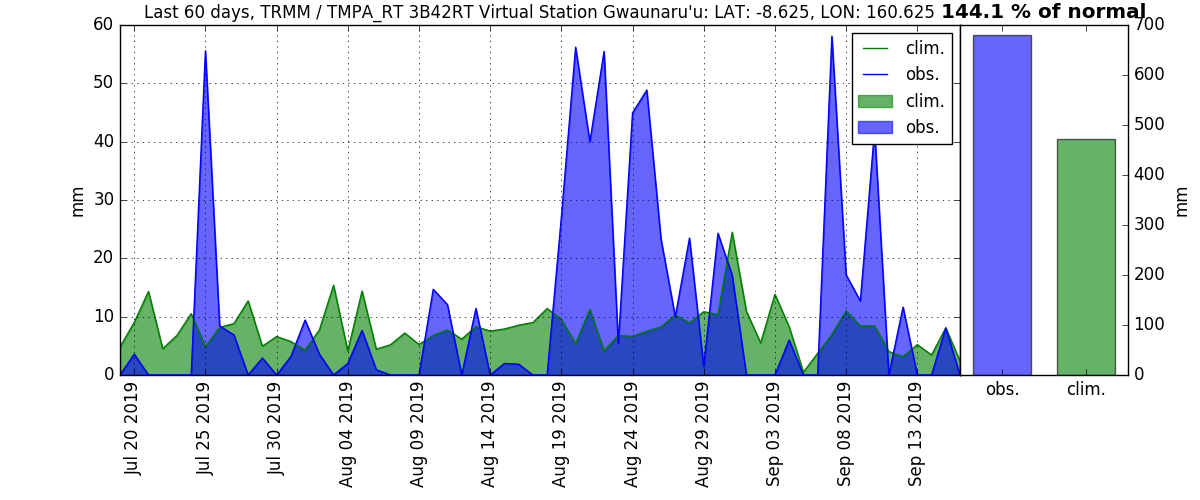 Last 60 days, TRMM / TMPA_RT 3B42RT Virtual Station Gwaunaru'u: LAT: -8.625, LON: 160.625 144.1 % of normal
60
50
40
30
20
10
0
mm
clim.
obs.
clim.
obs.
700
600
500
400
300
200
100
0
mm
Jul 20 2019
Jul 25 2019
Jul 30 2019
Aug 04 2019
Aug 09 2019
Aug 14 2019
Aug 19 2019
Aug 24 2019
Aug 29 2019
Sep 03 2019
Sep 08 2019
Sep 13 2019
obs.
clim.